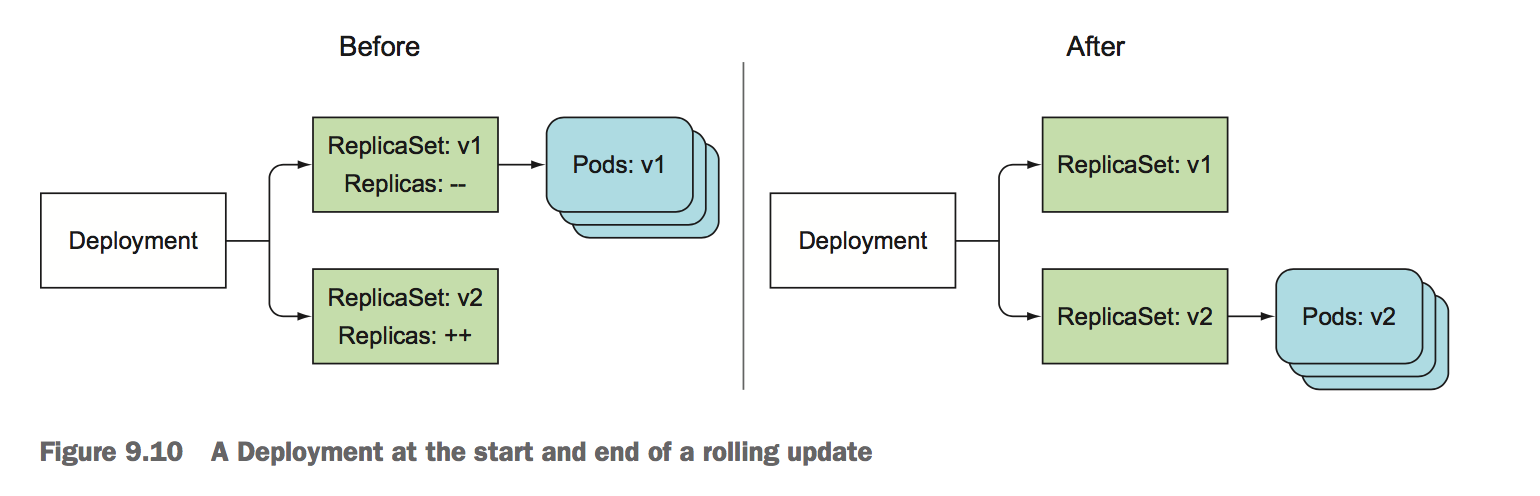 Before
Deployment
ReplicaSet: v1
Replicas: --
Pods: v1
ReplicaSet: v2
Replicas: ++
After
Deployment
ReplicaSet: v1
ReplicaSet: v2
Pods: v2
Figure 9.10 A Deployment at the start and end of a rolling update